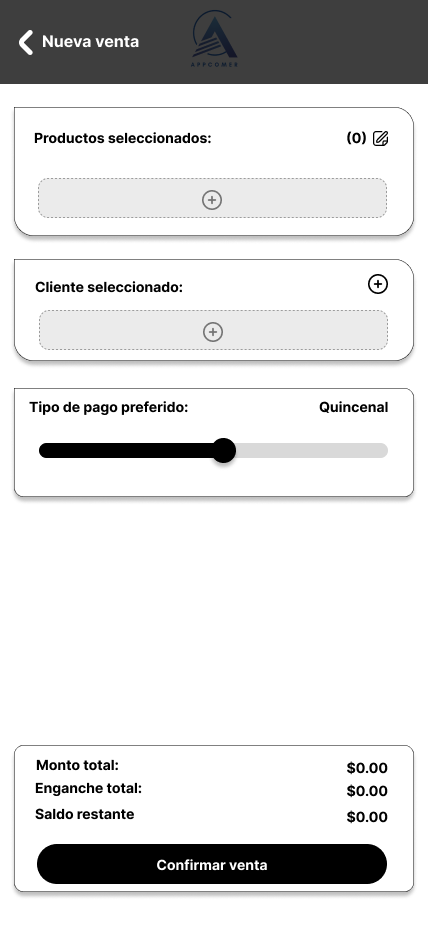 Nueva venta
APPCOMER
Productos seleccionados: (0)
Cliente seleccionado:
Tipo de pago preferido: Quincenal
Monto total: $0.00
Enganche total: $0.00
Saldo restante $0.00
Confirmar venta